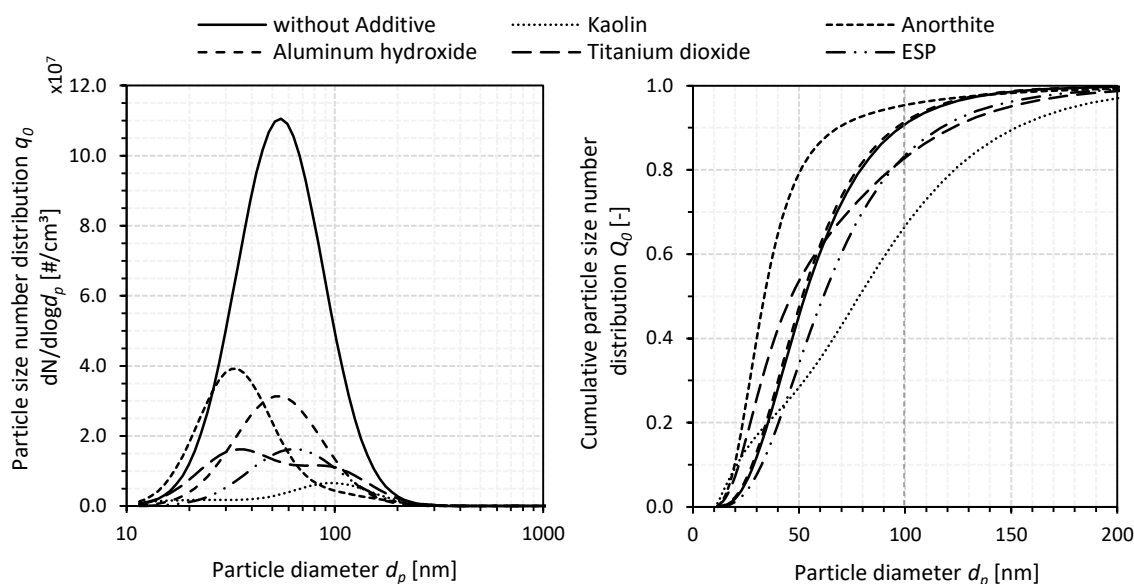 without Additive
Kaolin
Anorthite
Aluminum hydroxide
Titanium dioxide
ESP
Particle size number distribution q0
dN/dlogdp [#/cm³]
x10⁷
12.0
10.0
8.0
6.0
4.0
2.0
0.0
10
100
1000
Particle diameter dp [nm]
Cumulative particle size number
distribution Q0 [-]
1.0
0.8
0.6
0.4
0.2
0.0
0
50
100
150
200
Particle diameter dp [nm]